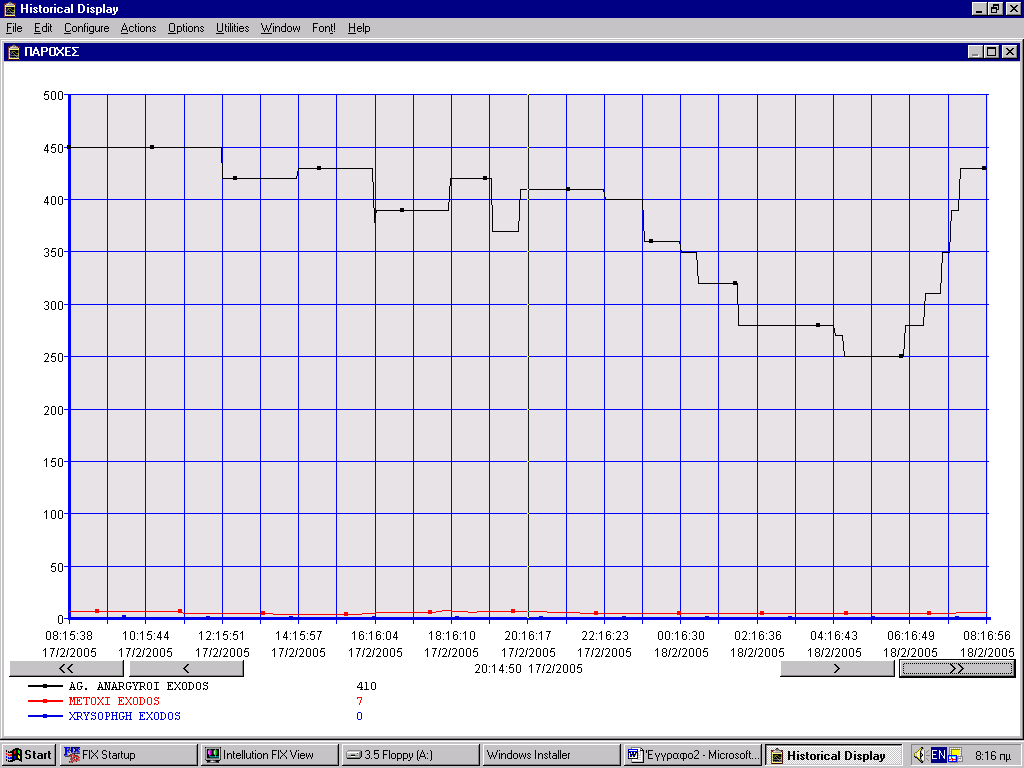 Historical Display
File Edit Configure Actions Options Utilities Window Font! Help
ΠΑΡΟΧΕΣ
500
450
400
350
300
250
200
150
100
50
0
08:15:38 10:15:44 12:15:51 14:15:57 16:16:04 18:16:10 20:16:17 22:16:23 00:16:30 02:16:36 04:16:43 06:16:49 08:16:56
17/2/2005 17/2/2005 17/2/2005 17/2/2005 17/2/2005 17/2/2005 17/2/2005 17/2/2005 18/2/2005 18/2/2005 18/2/2005 18/2/2005 18/2/2005
<< < 20:14:50 17/2/2005 > >>
AG. ANARGYROI EXODOS 410
METOXI EXODOS 7
XRYSOPHGH EXODOS 0
Start FIX Startup Intellution FIX View 3.5 Floppy (A:) Windows Installer Έγγραφο2 - Microsoft... Historical Display EN 8:16 πμ